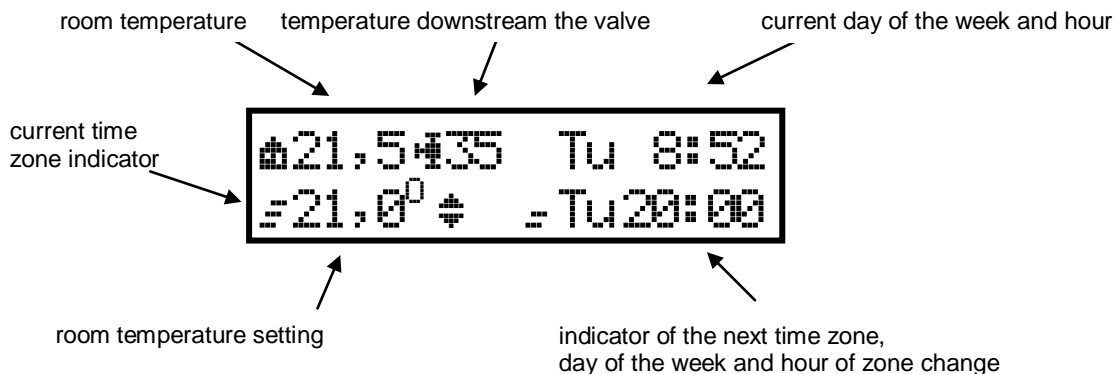 room temperature
temperature downstream the valve
current day of the week and hour
current time
zone indicator
21,5 35 Tu 8:52
21,0° Tu20:00
room temperature setting
indicator of the next time zone,
day of the week and hour of zone change